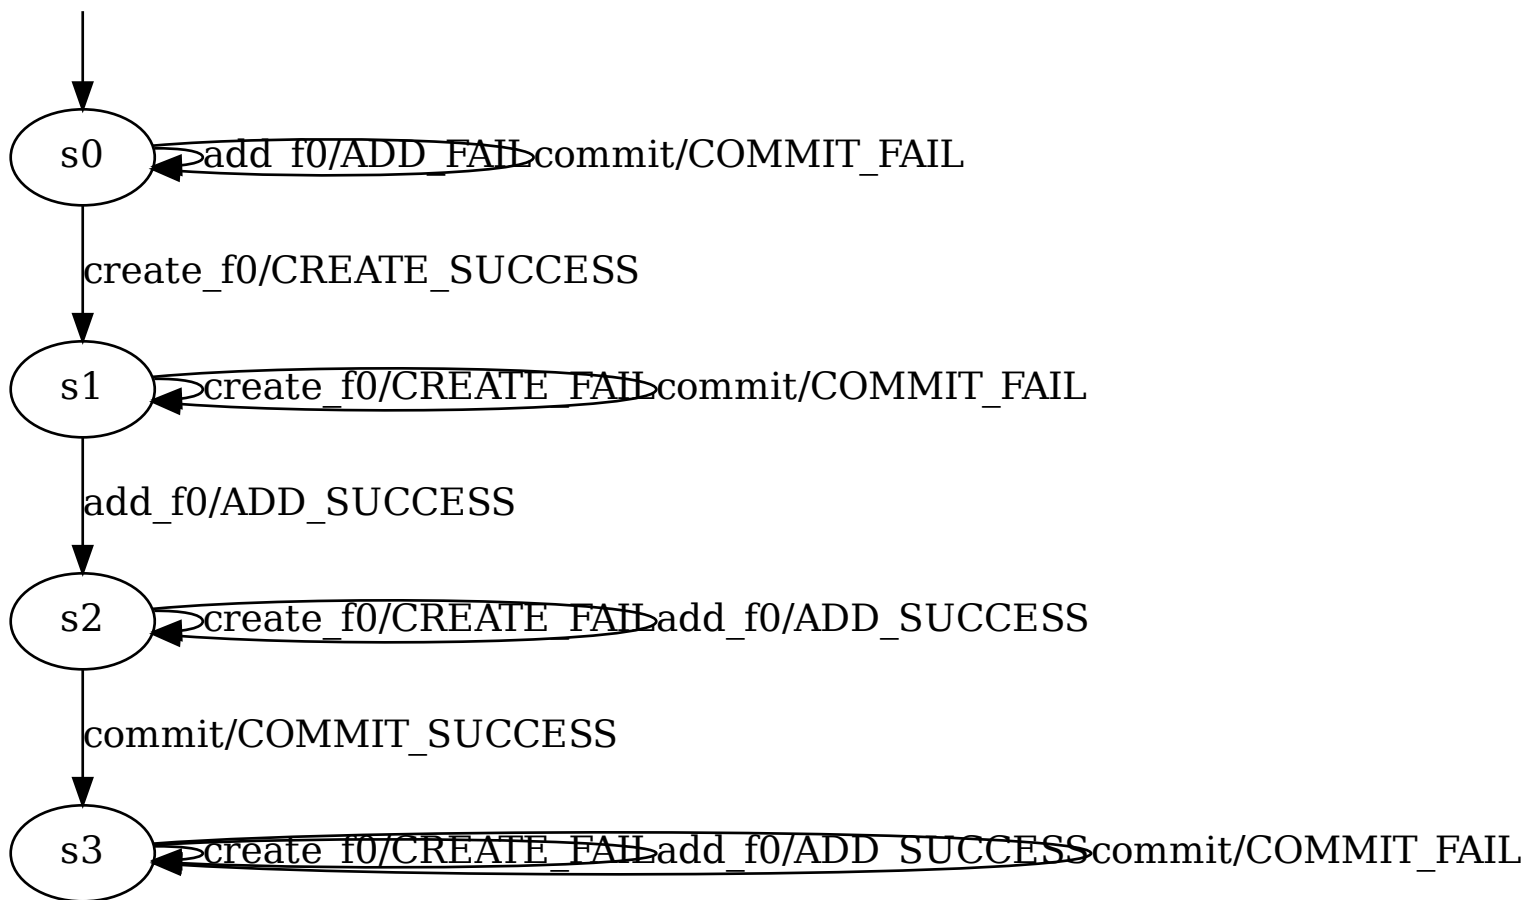 s0 add_f0/ADD_FAIL commit/COMMIT_FAIL
create_f0/CREATE_SUCCESS
s1 create_f0/CREATE_FAIL commit/COMMIT_FAIL
add_f0/ADD_SUCCESS
s2 create_f0/CREATE_FAIL add_f0/ADD_SUCCESS
commit/COMMIT_SUCCESS
s3 create_f0/CREATE_FAIL add_f0/ADD_SUCCESS commit/COMMIT_FAIL